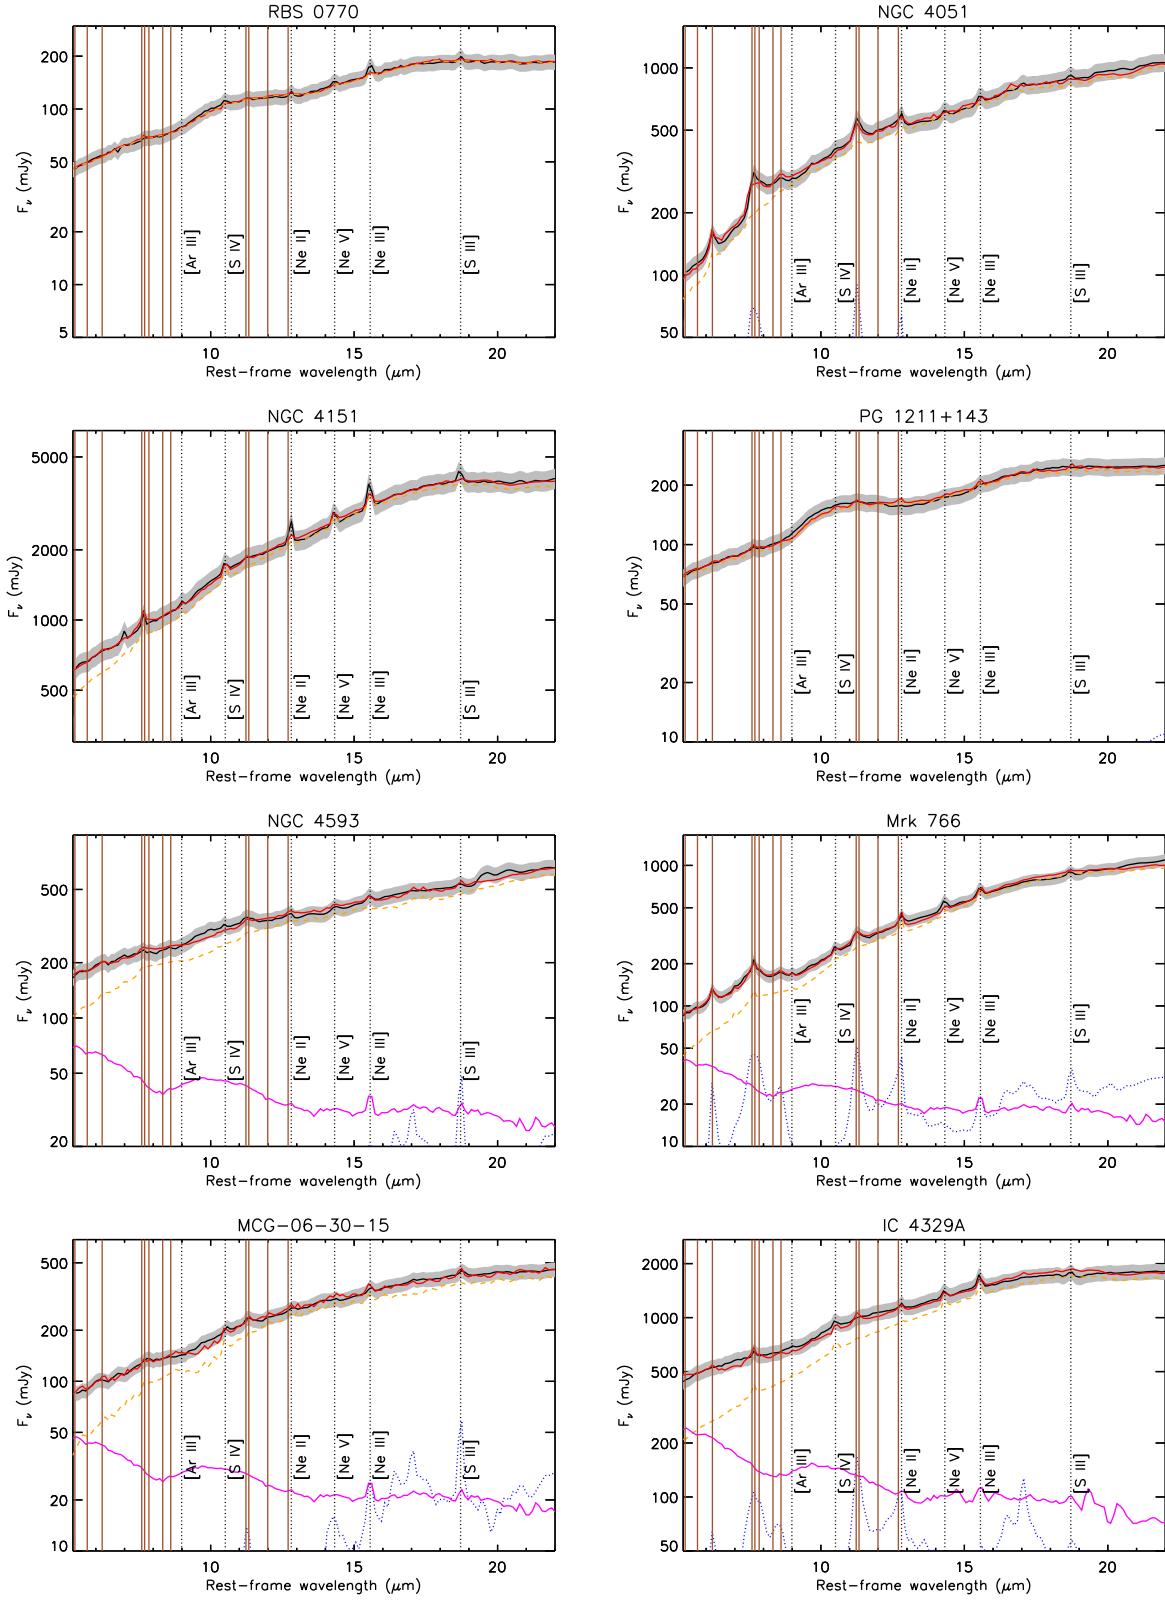 RBS 0770
200
100
50
20
10
5
F_ν (mJy)
[Ar III]
[S IV]
[Ne II]
[Ne V]
[Ne III]
[S III]
10 15 20
Rest-frame wavelength (μm)
NGC 4051
1000
500
200
100
50
F_ν (mJy)
[Ar III]
[S IV]
[Ne II]
[Ne V]
[Ne III]
[S III]
10 15 20
Rest-frame wavelength (μm)
NGC 4151
5000
2000
1000
500
F_ν (mJy)
[Ar III]
[S IV]
[Ne II]
[Ne V]
[Ne III]
[S III]
10 15 20
Rest-frame wavelength (μm)
PG 1211+143
200
100
50
20
10
F_ν (mJy)
[Ar III]
[S IV]
[Ne II]
[Ne V]
[Ne III]
[S III]
10 15 20
Rest-frame wavelength (μm)
NGC 4593
500
200
100
50
20
F_ν (mJy)
[Ar III]
[S IV]
[Ne II]
[Ne V]
[Ne III]
[S III]
10 15 20
Rest-frame wavelength (μm)
Mrk 766
1000
500
200
100
50
20
10
F_ν (mJy)
[Ar III]
[S IV]
[Ne II]
[Ne V]
[Ne III]
[S III]
10 15 20
Rest-frame wavelength (μm)
MCG-06-30-15
500
200
100
50
20
10
F_ν (mJy)
[Ar III]
[S IV]
[Ne II]
[Ne V]
[Ne III]
[S III]
10 15 20
Rest-frame wavelength (μm)
IC 4329A
2000
1000
500
200
100
50
F_ν (mJy)
[Ar III]
[S IV]
[Ne II]
[Ne V]
[Ne III]
[S III]
10 15 20
Rest-frame wavelength (μm)